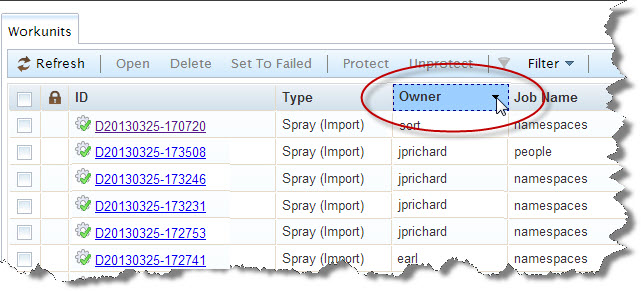 Workunits
Refresh Open Delete Set To Failed Protect Unprotect Filter
ID Type Owner Job Name
D20130325-170720 Spray (Import) sort namespaces
D20130325-173508 Spray (Import) jprichard people
D20130325-173246 Spray (Import) jprichard namespaces
D20130325-173231 Spray (Import) jprichard namespaces
D20130325-172753 Spray (Import) jprichard namespaces
D20130325-172741 Spray (Import) earl namespaces